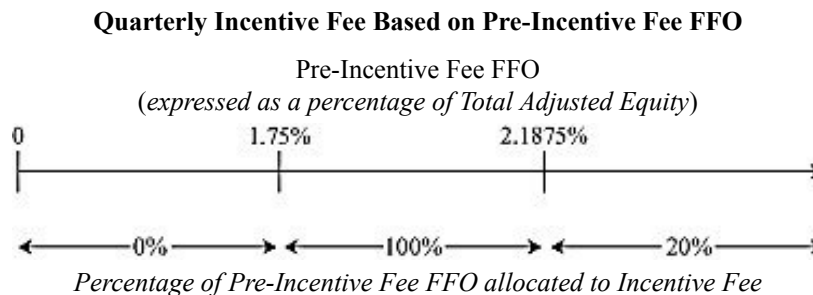 Quarterly Incentive Fee Based on Pre-Incentive Fee FFO
Pre-Incentive Fee FFO
(expressed as a percentage of Total Adjusted Equity)
0 1.75% 2.1875%
0% 100% 20%
Percentage of Pre-Incentive Fee FFO allocated to Incentive Fee